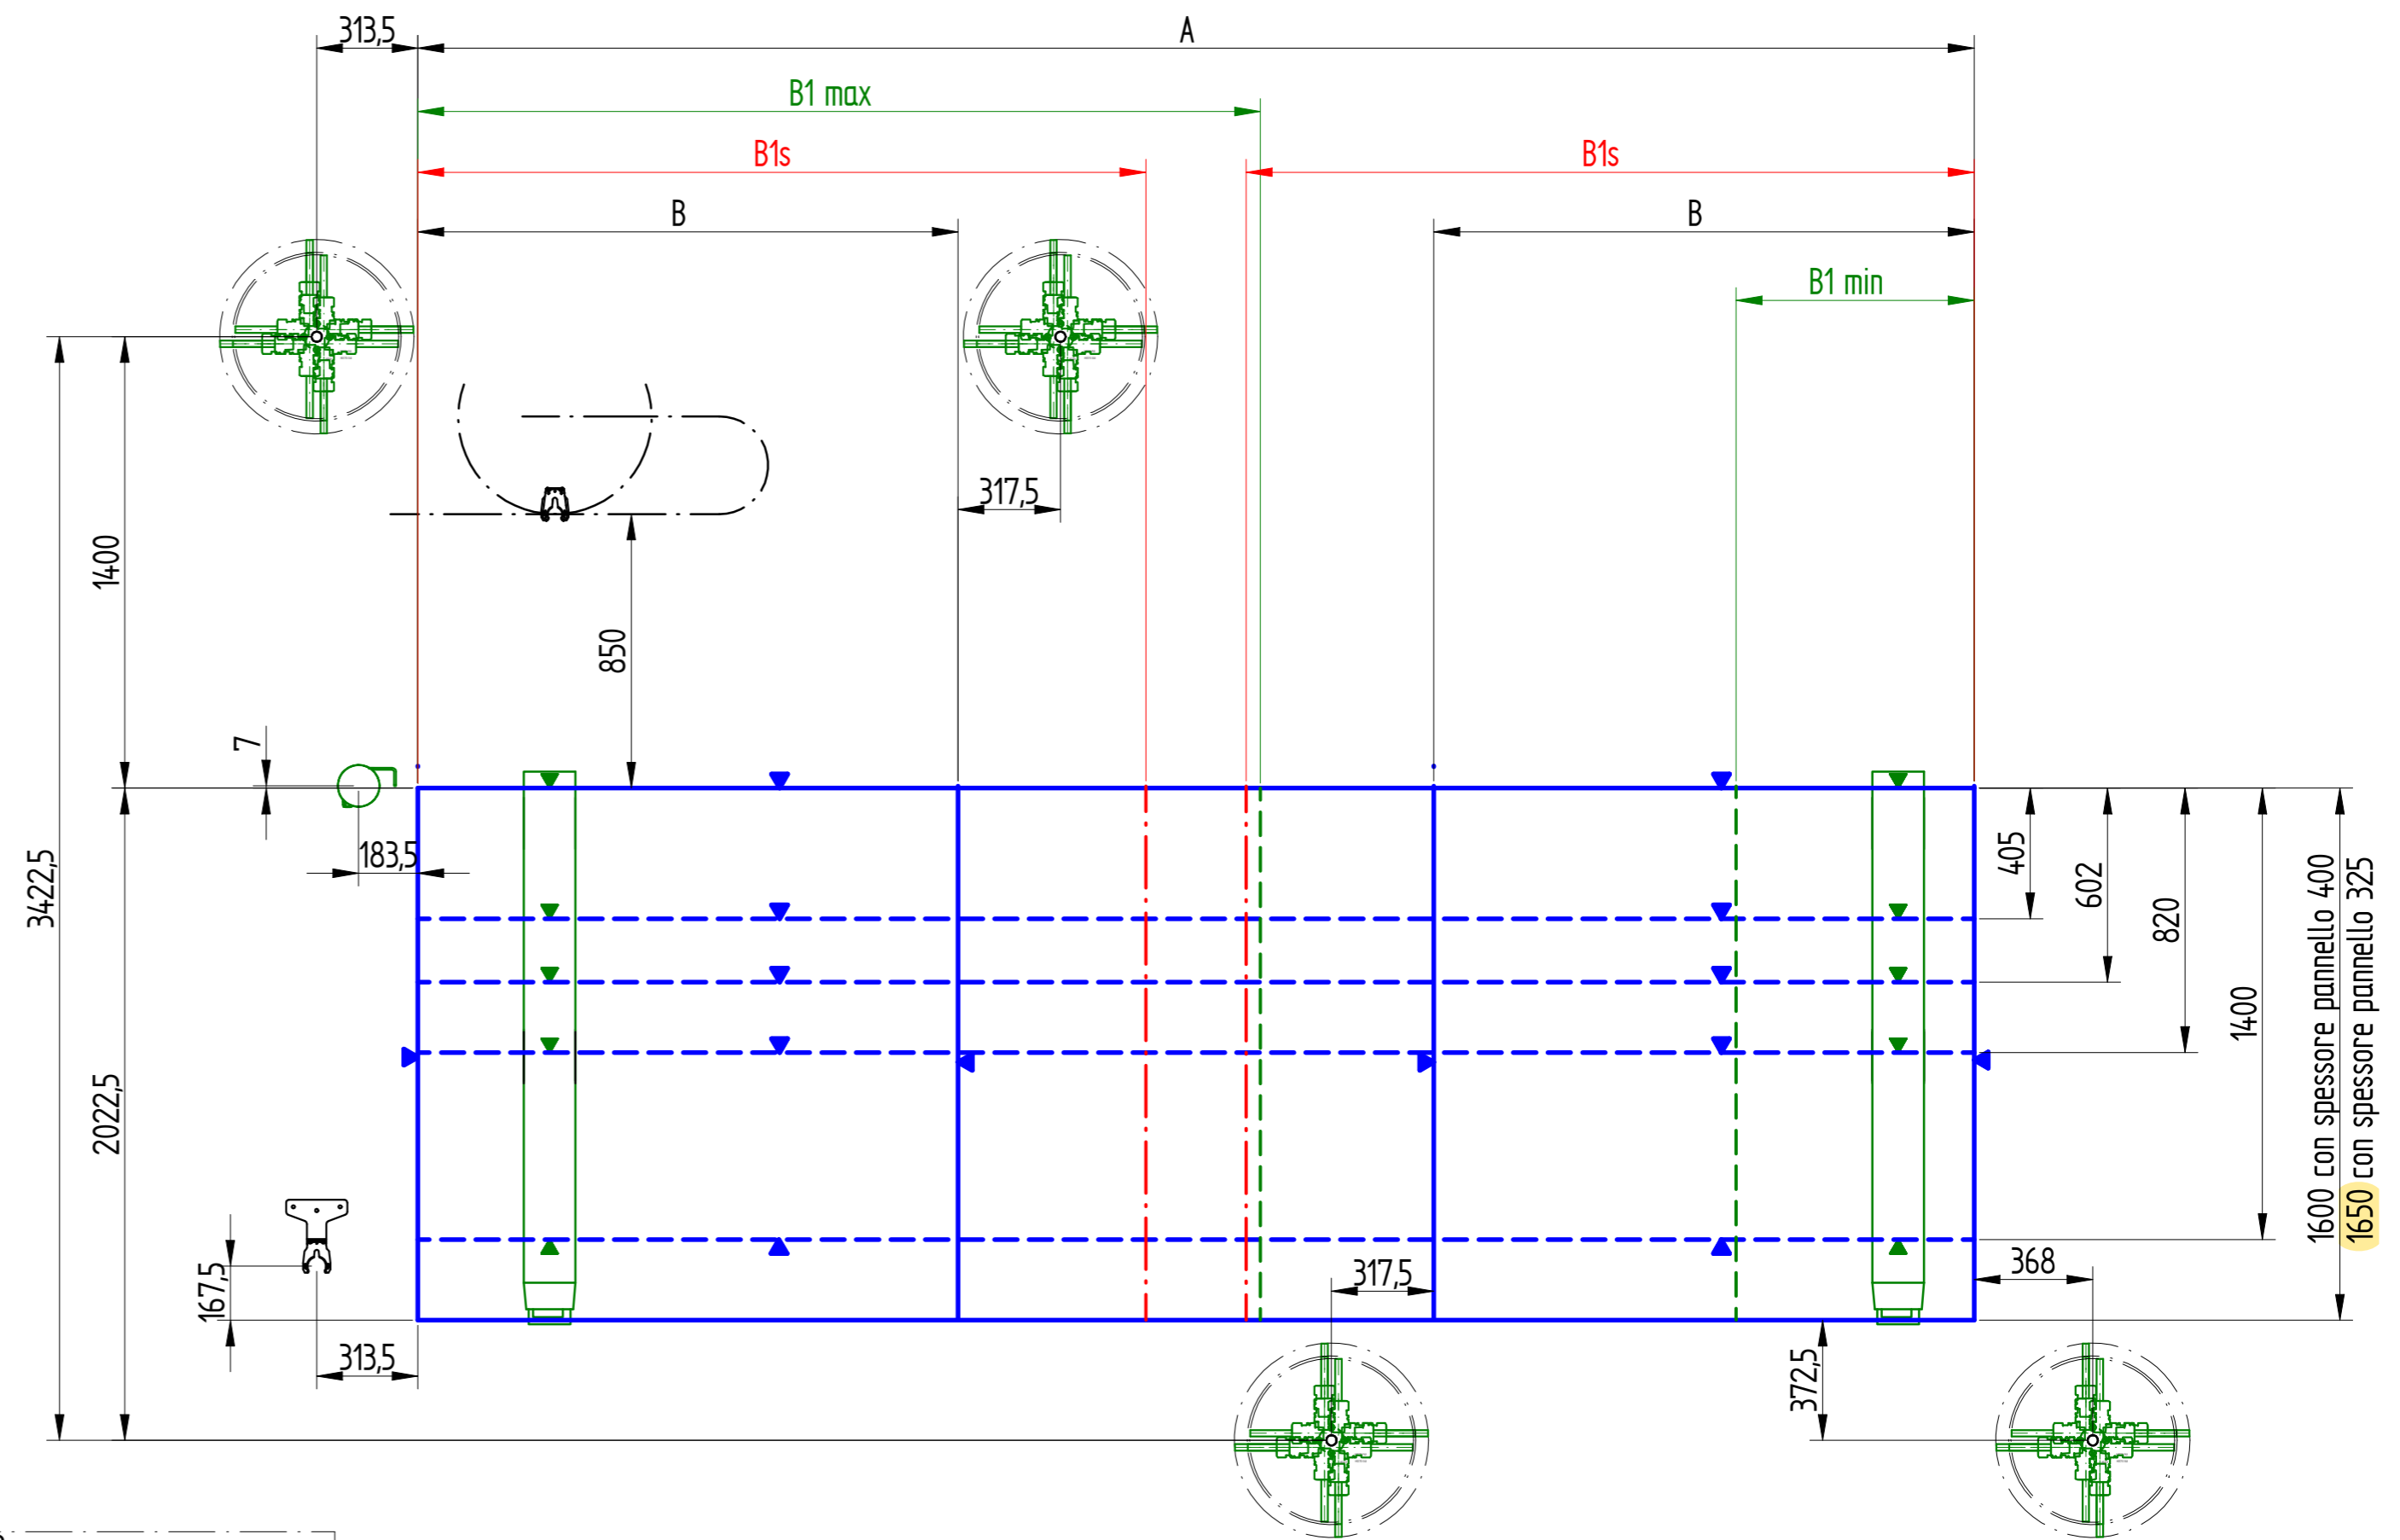 313,5
A
B1 max
B1s
B1s
B
B
B1 min
317,5
1400
850
7
183,5
3422,5
2022,5
405
602
820
1400
1600 con spessore pannello 400
1650 con spessore pannello 325
167,5
313,5
317,5
368
372,5